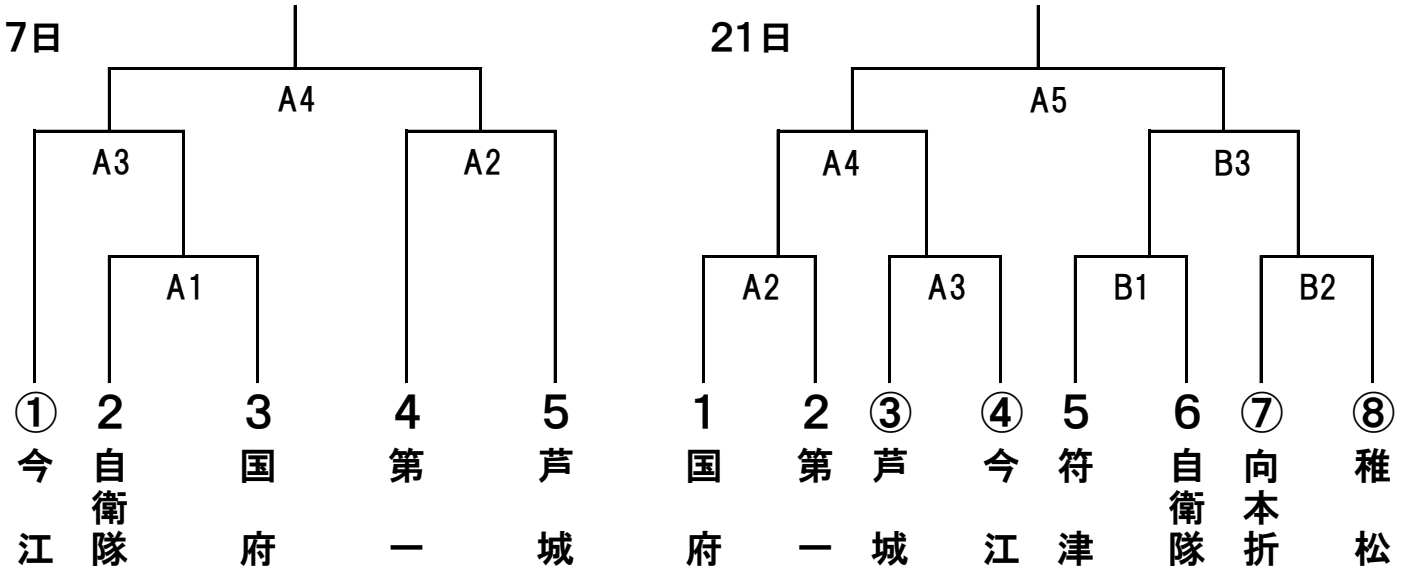 7日 21日
A4 A5
A3 A2 A4 B3
A1 A2 A3 B1 B2
① 2 3 4 5 1 2 ③ ④ 5 6 ⑦ ⑧
今江
自衛隊
国府
第一
芦城
国府
第一
芦城
今江
符津
自衛隊
向本折
稚松